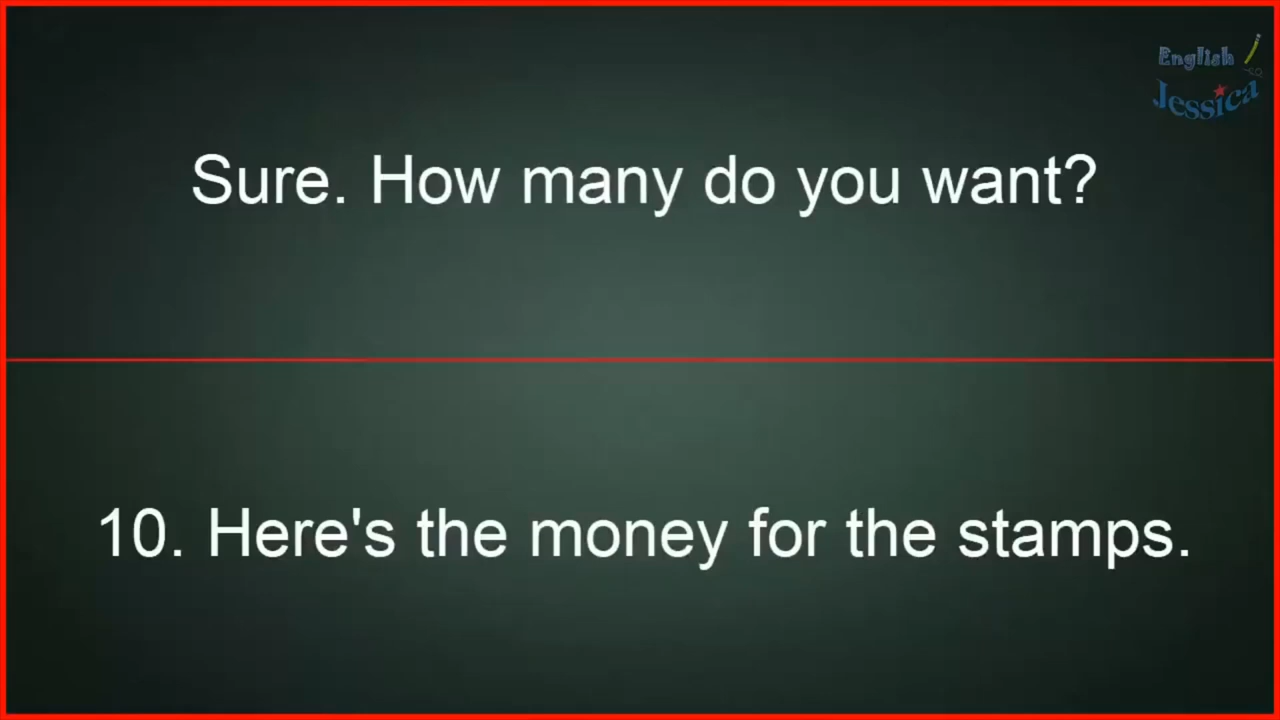 English
Jessica
Sure. How many do you want?
10. Here's the money for the stamps.